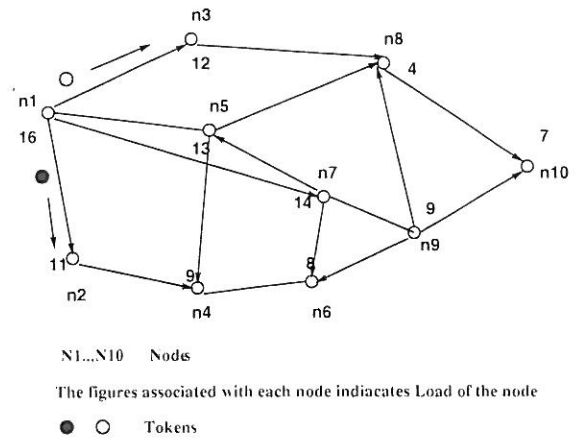 n3
n8
12
4
n1
n5
16
13
7
n7
n10
14
9
n9
11
9
8
n2
n4
n6
N1...N10 Nodes
The figures associated with each node indiacates Load of the node
Tokens